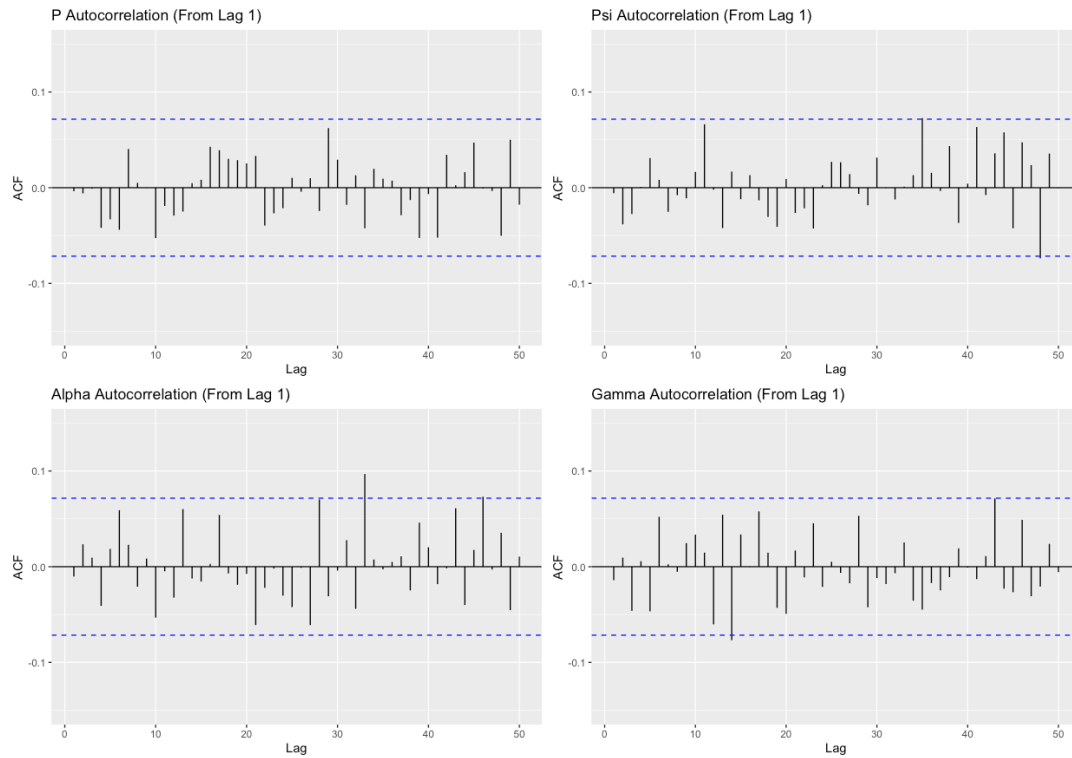 P Autocorrelation (From Lag 1)
ACF
0.1
0.0
-0.1
0 10 20 30 40 50
Lag
Psi Autocorrelation (From Lag 1)
ACF
0.1
0.0
-0.1
0 10 20 30 40 50
Lag
Alpha Autocorrelation (From Lag 1)
ACF
0.1
0.0
-0.1
0 10 20 30 40 50
Lag
Gamma Autocorrelation (From Lag 1)
ACF
0.1
0.0
-0.1
0 10 20 30 40 50
Lag